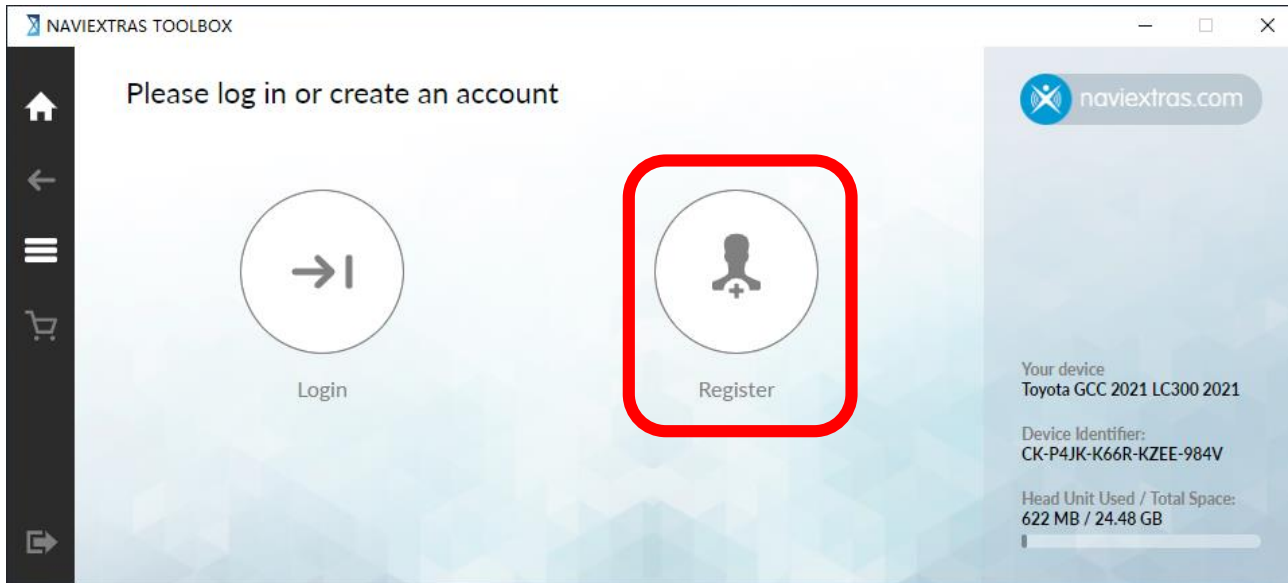 NAVIEXTRAS TOOLBOX
Please log in or create an account
naviextras.com
Login
Register
Your device
Toyota GCC 2021 LC300 2021
Device Identifier:
CK-P4JK-K66R-KZEE-984V
Head Unit Used / Total Space:
622 MB / 24.48 GB